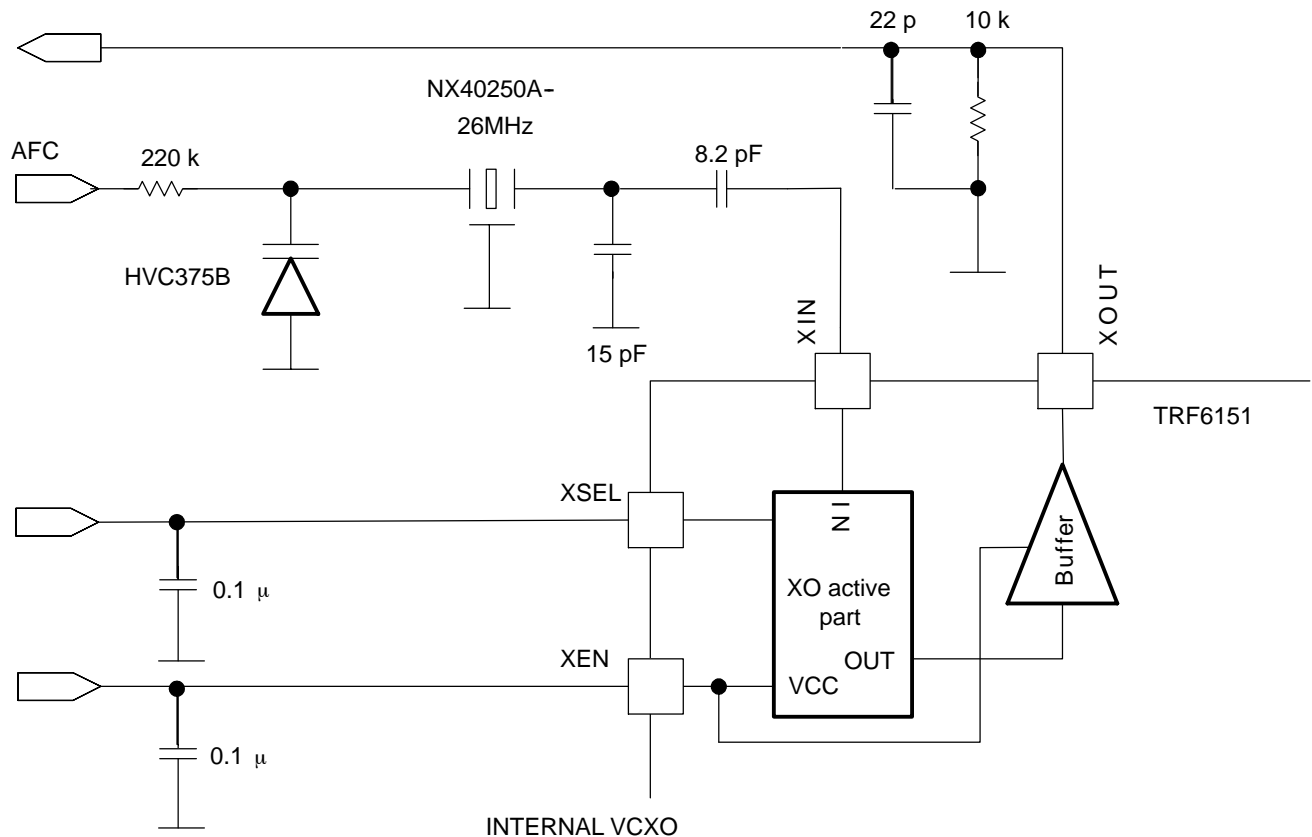 22 p
10 k
NX40250A-
26MHz
AFC
220 k
8.2 pF
HVC375B
15 pF
XIN
XOUT
TRF6151
XSEL
IN
Buffer
0.1 μ
XO active
part
XEN
OUT
VCC
0.1 μ
INTERNAL VCXO